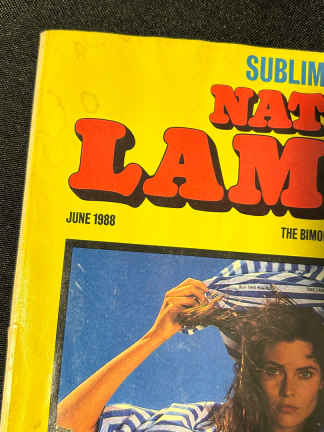 SUBLIM
NAT
LAM
JUNE 1988
THE BIMO